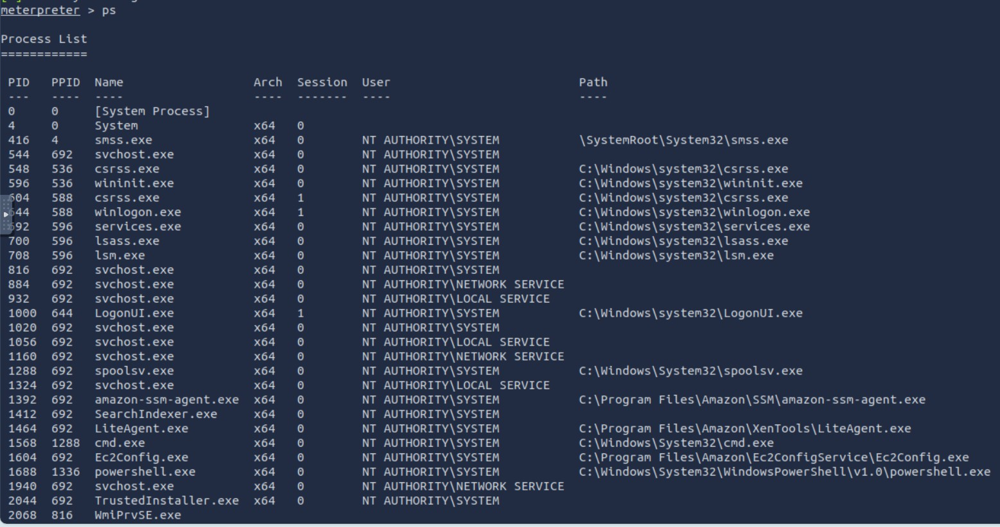 meterpreter > ps
Process List
============
PID PPID Name Arch Session User Path
--- ---- ---- ---- ------- ---- ----
0 0 [System Process]
4 0 System x64 0
416 4 smss.exe x64 0 NT AUTHORITY\SYSTEM \SystemRoot\System32\smss.exe
544 692 svchost.exe x64 0 NT AUTHORITY\SYSTEM
548 536 csrss.exe x64 0 NT AUTHORITY\SYSTEM C:\Windows\system32\csrss.exe
596 536 wininit.exe x64 0 NT AUTHORITY\SYSTEM C:\Windows\system32\wininit.exe
604 588 csrss.exe x64 1 NT AUTHORITY\SYSTEM C:\Windows\system32\csrss.exe
644 588 winlogon.exe x64 1 NT AUTHORITY\SYSTEM C:\Windows\system32\winlogon.exe
692 596 services.exe x64 0 NT AUTHORITY\SYSTEM C:\Windows\system32\services.exe
700 596 lsass.exe x64 0 NT AUTHORITY\SYSTEM C:\Windows\system32\lsass.exe
708 596 lsm.exe x64 0 NT AUTHORITY\SYSTEM C:\Windows\system32\lsm.exe
816 692 svchost.exe x64 0 NT AUTHORITY\SYSTEM
884 692 svchost.exe x64 0 NT AUTHORITY\NETWORK SERVICE
932 692 svchost.exe x64 0 NT AUTHORITY\LOCAL SERVICE
1000 644 LogonUI.exe x64 1 NT AUTHORITY\SYSTEM C:\Windows\system32\LogonUI.exe
1020 692 svchost.exe x64 0 NT AUTHORITY\SYSTEM
1056 692 svchost.exe x64 0 NT AUTHORITY\LOCAL SERVICE
1160 692 svchost.exe x64 0 NT AUTHORITY\NETWORK SERVICE
1288 692 spoolsv.exe x64 0 NT AUTHORITY\SYSTEM C:\Windows\System32\spoolsv.exe
1324 692 svchost.exe x64 0 NT AUTHORITY\LOCAL SERVICE
1392 692 amazon-ssm-agent.exe x64 0 NT AUTHORITY\SYSTEM C:\Program Files\Amazon\SSM\amazon-ssm-agent.exe
1412 692 SearchIndexer.exe x64 0 NT AUTHORITY\SYSTEM
1464 692 LiteAgent.exe x64 0 NT AUTHORITY\SYSTEM C:\Program Files\Amazon\XenTools\LiteAgent.exe
1568 1288 cmd.exe x64 0 NT AUTHORITY\SYSTEM C:\Windows\System32\cmd.exe
1604 692 Ec2Config.exe x64 0 NT AUTHORITY\SYSTEM C:\Program Files\Amazon\Ec2ConfigService\Ec2Config.exe
1688 1336 powershell.exe x64 0 NT AUTHORITY\SYSTEM C:\Windows\System32\WindowsPowerShell\v1.0\powershell.exe
1940 692 svchost.exe x64 0 NT AUTHORITY\NETWORK SERVICE
2044 692 TrustedInstaller.exe x64 0 NT AUTHORITY\SYSTEM
2068 816 WmiPrvSE.exe